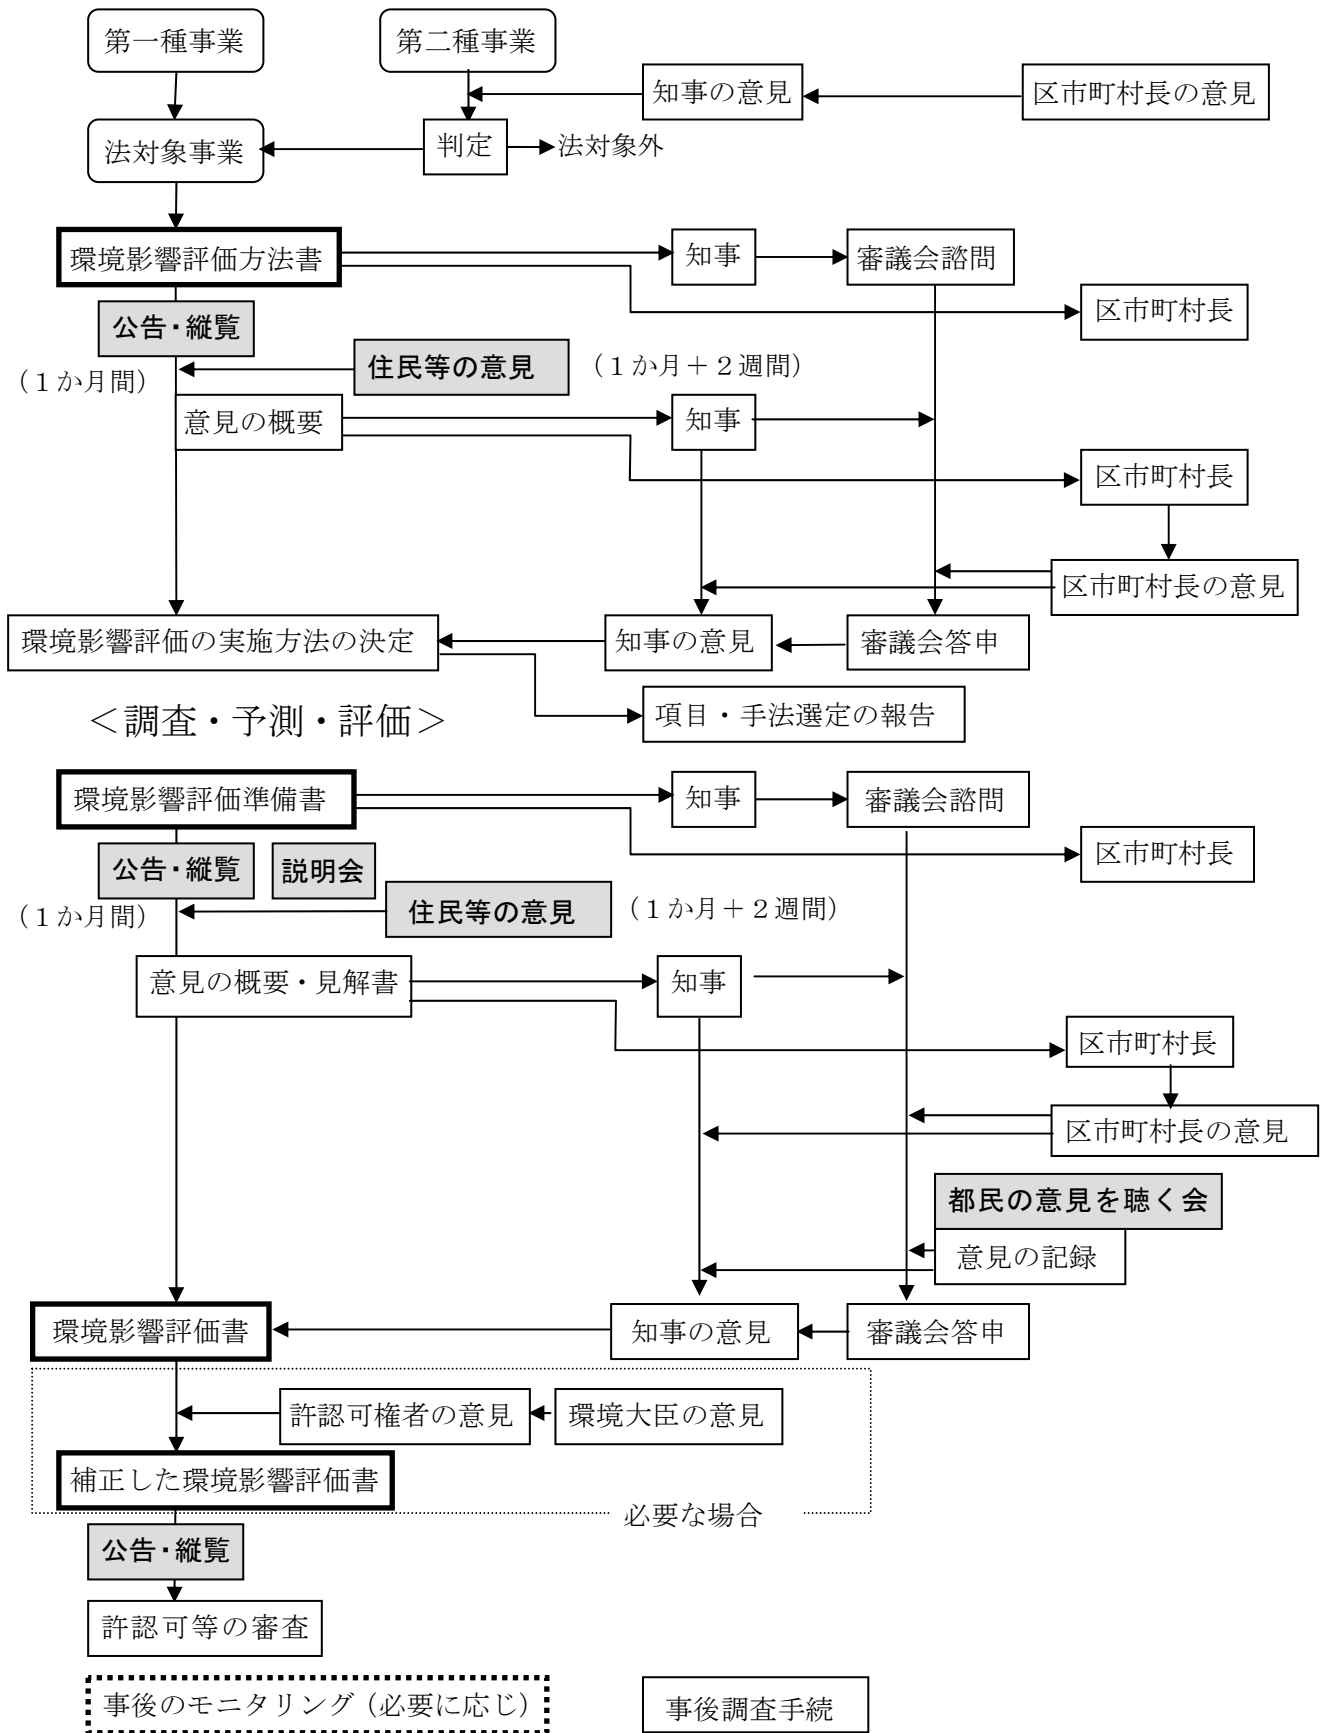 第一種事業
第二種事業
知事の意見
区市町村長の意見
法対象事業
判定
法対象外
環境影響評価方法書
知事
審議会諮問
公告・縦覧
区市町村長
（１か月間）
住民等の意見
（１か月＋２週間）
意見の概要
知事
区市町村長
区市町村長の意見
環境影響評価の実施方法の決定
知事の意見
審議会答申
＜調査・予測・評価＞
項目・手法選定の報告
環境影響評価準備書
知事
審議会諮問
公告・縦覧
説明会
区市町村長
（１か月間）
住民等の意見
（１か月＋２週間）
意見の概要・見解書
知事
区市町村長
区市町村長の意見
都民の意見を聴く会
意見の記録
環境影響評価書
知事の意見
審議会答申
許認可権者の意見
環境大臣の意見
補正した環境影響評価書
必要な場合
公告・縦覧
許認可等の審査
事後のモニタリング（必要に応じ）
事後調査手続